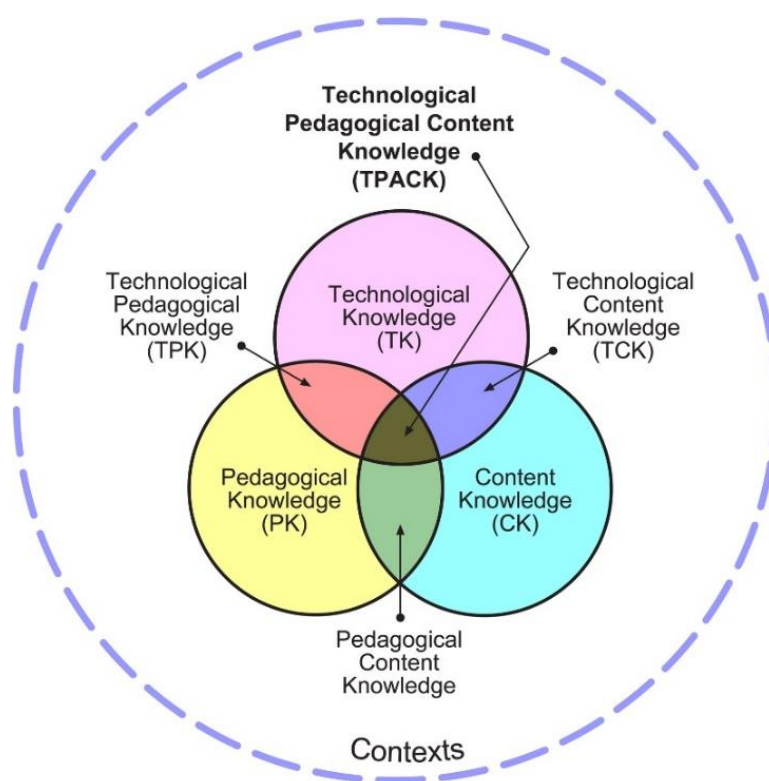 Technological
Pedagogical Content
Knowledge
(TPACK)
Technological
Pedagogical
Knowledge
(TPK)
Technological
Knowledge
(TK)
Technological
Content
Knowledge
(TCK)
Pedagogical
Knowledge
(PK)
Content
Knowledge
(CK)
Pedagogical
Content
Knowledge
Contexts